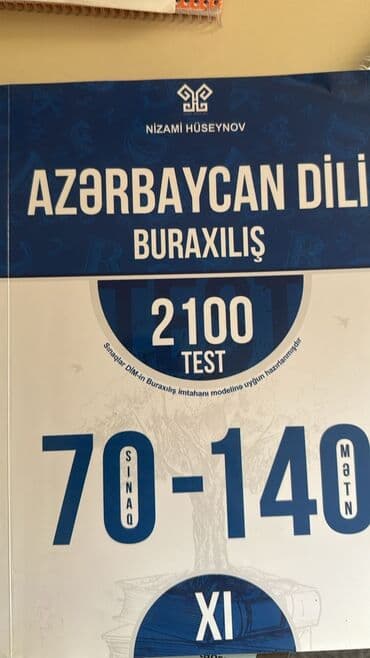 NİZAMİ HÜSEYNOV
AZƏRBAYCAN DİLİ
BURAXILIŞ
2100
TEST
Sınaqlar DİM-in Buraxılış imtahanı modelinə uyğun hazırlanmışdır
70-140
SINAQ
MƏTN
XI